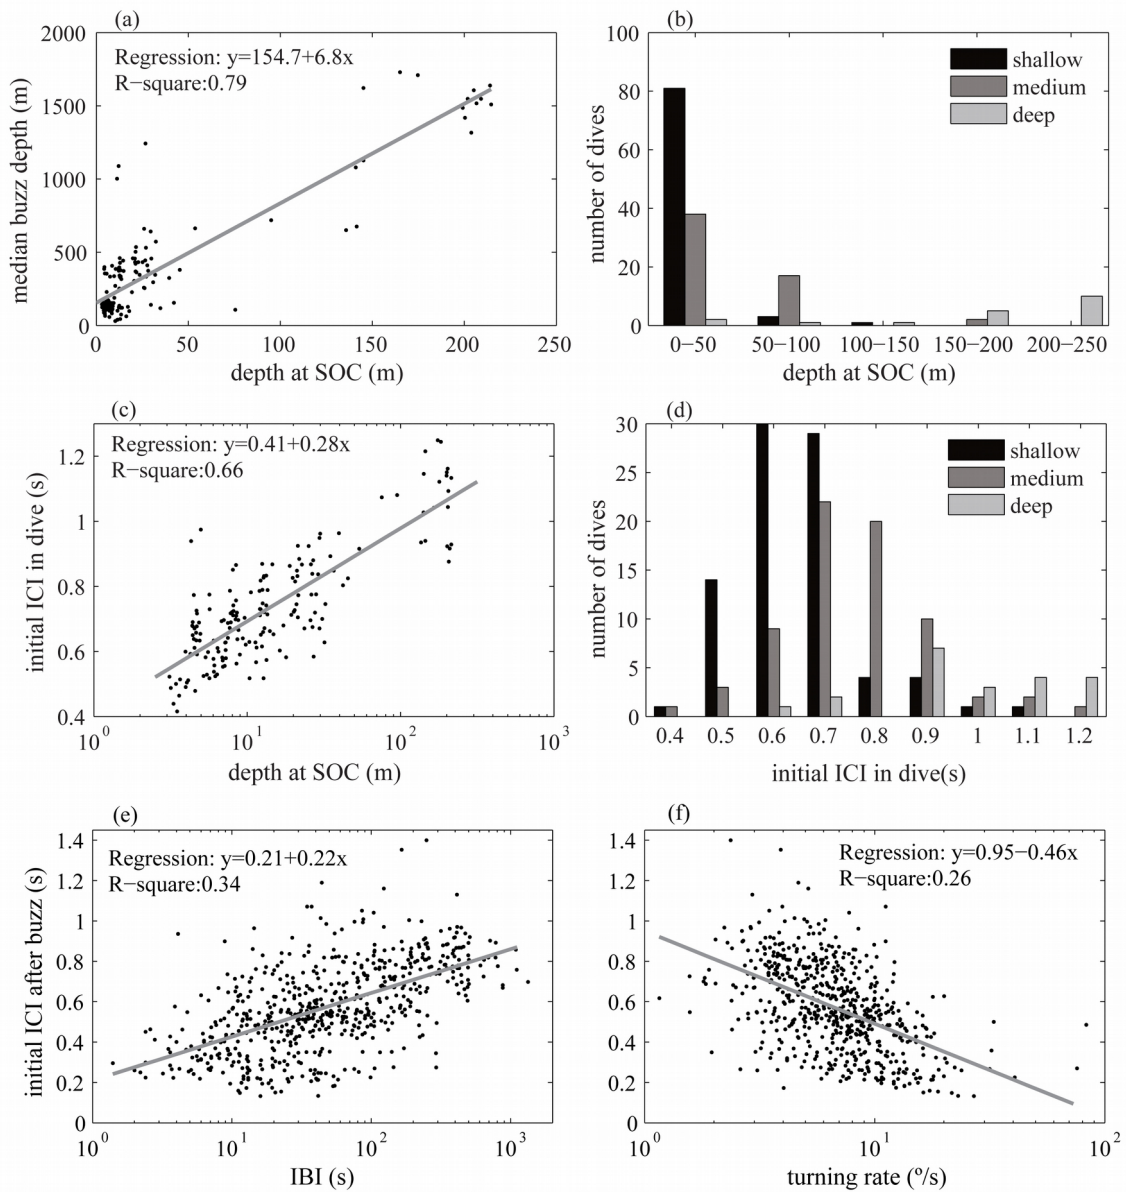 (a)
Regression: y=154.7+6.8x
R−square:0.79
median buzz depth (m)
2000
1500
1000
500
0
0 50 100 150 200 250
depth at SOC (m)
(b)
shallow
medium
deep
number of dives
100
80
60
40
20
0
0−50 50−100 100−150 150−200 200−250
depth at SOC (m)
(c)
Regression: y=0.41+0.28x
R−square:0.66
initial ICI in dive (s)
1.2
1
0.8
0.6
0.4
10^0 10^1 10^2 10^3
depth at SOC (m)
(d)
shallow
medium
deep
number of dives
30
25
20
15
10
5
0
0.4 0.5 0.6 0.7 0.8 0.9 1 1.1 1.2
initial ICI in dive(s)
(e)
Regression: y=0.21+0.22x
R−square:0.34
initial ICI after buzz (s)
1.4
1.2
1
0.8
0.6
0.4
0.2
0
10^0 10^1 10^2 10^3
IBI (s)
(f)
Regression: y=0.95−0.46x
R−square:0.26
1.4
1.2
1
0.8
0.6
0.4
0.2
0
10^0 10^1 10^2
turning rate (º/s)